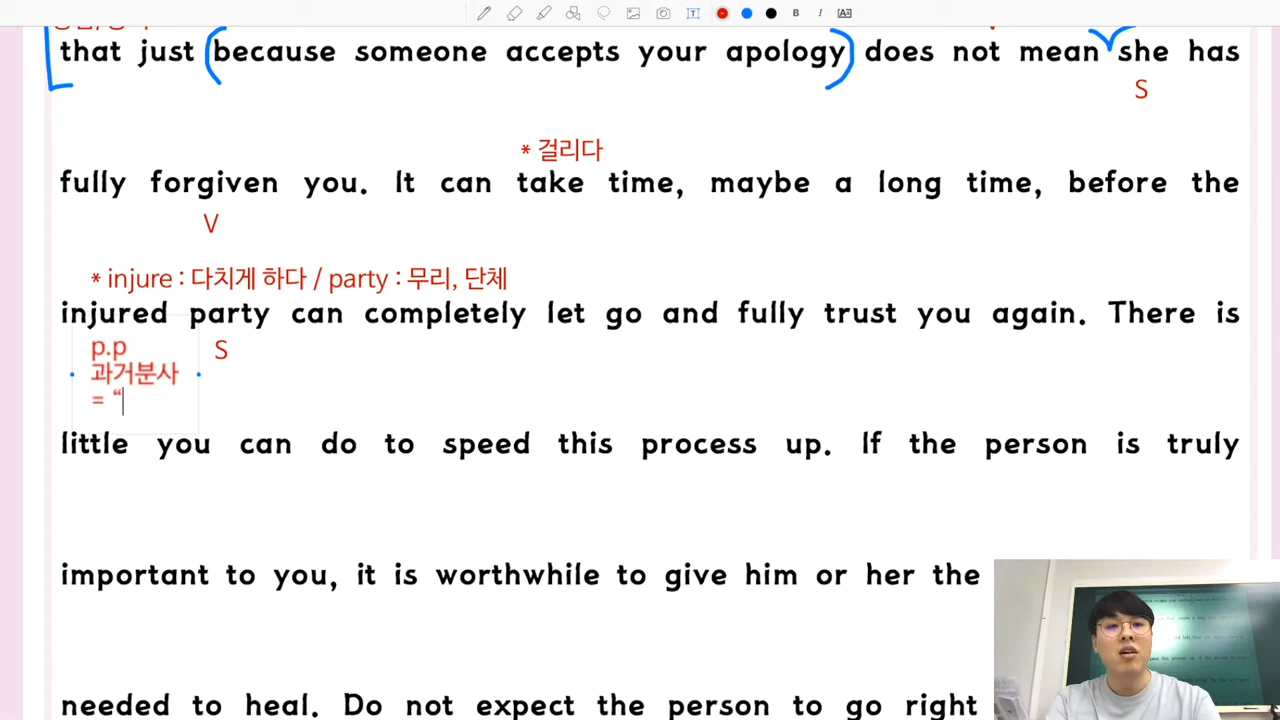 B I Aa
that just (because someone accepts your apology) does not mean she has
S
* 걸리다
fully forgiven you. It can take time, maybe a long time, before the
V
* injure : 다치게 하다 / party : 무리, 단체
injured party can completely let go and fully trust you again. There is
p.p S
과거분사
= “
little you can do to speed this process up. If the person is truly
important to you, it is worthwhile to give him or her the
needed to heal. Do not expect the person to go right